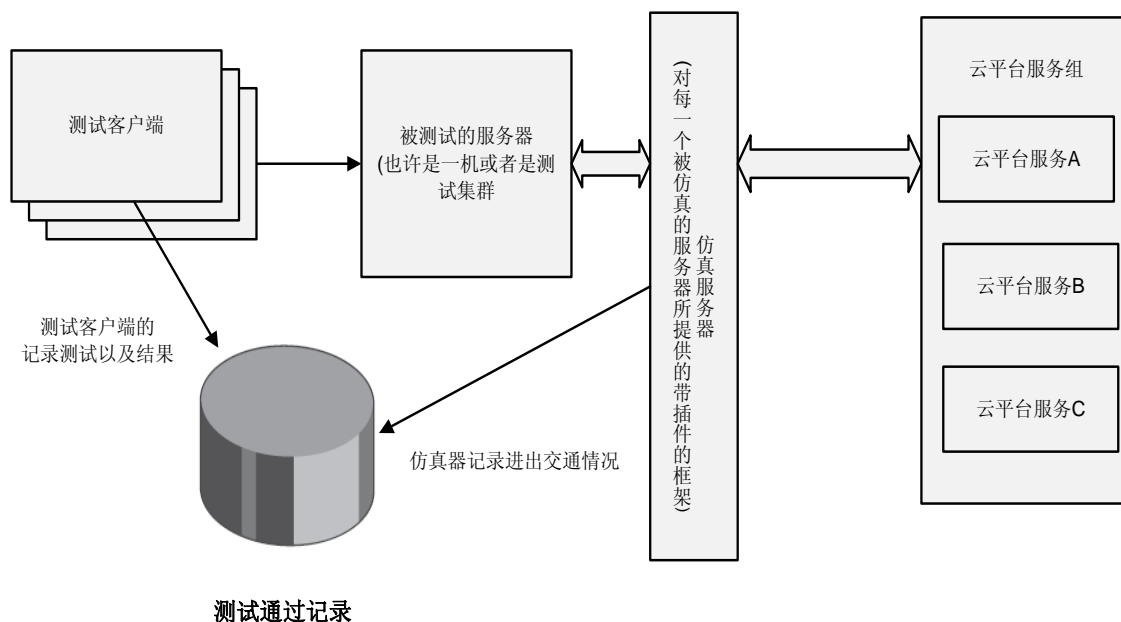 测试客户端
被测试的服务器
(也许是一机或者是测
试集群
仿真服务器
(对每一个被仿真的服务器所提供的带插件的框架)
云平台服务组
云平台服务A
云平台服务B
云平台服务C
测试客户端的
记录测试以及结果
仿真器记录进出交通情况
测试通过记录